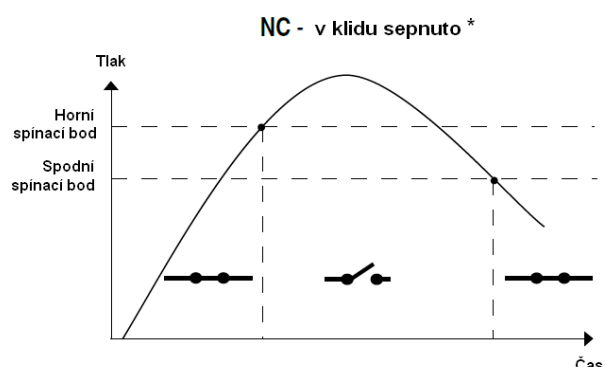 NC - v klidu sepnuto *
Tlak
Horní
spínací bod
Spodní
spínací bod
Čas